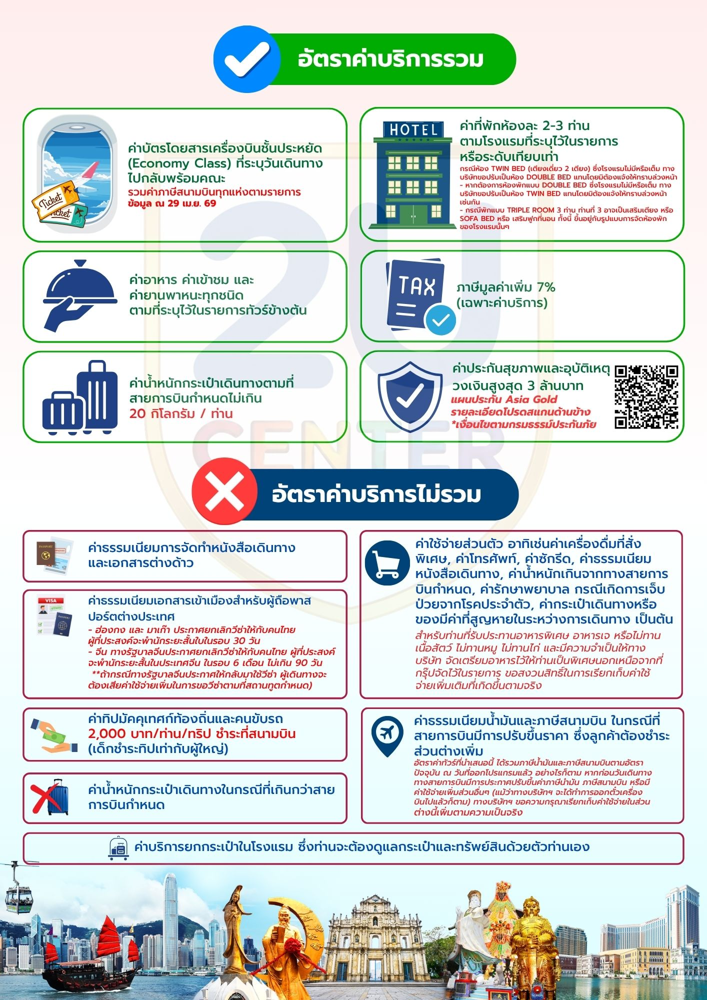 อัตราค่าบริการรวม
ค่าบัตรโดยสารเครื่องบินชั้นประหยัด
(Economy Class) ที่ระบุวันเดินทาง
ไปกลับพร้อมคณะ
รวมค่าภาษีสนามบินทุกแห่งตามรายการ
ข้อมูล ณ 29 เม.ย. 69
Ticket
Ticket
HOTEL
ค่าที่พักห้องละ 2-3 ท่าน
ตามโรงแรมที่ระบุไว้ในรายการ
หรือระดับเทียบเท่า
กรณีห้อง TWIN BED (เตียงเดี่ยว 2 เตียง) ซึ่งโรงแรมไม่มีหรือเต็ม ทาง
บริษัทขอปรับเป็นห้อง DOUBLE BED แทนโดยมิต้องแจ้งให้ทราบล่วงหน้า
- หากต้องการห้องพักแบบ DOUBLE BED ซึ่งโรงแรมไม่มีหรือเต็ม ทาง
บริษัทขอปรับเป็นห้อง TWIN BED แทนโดยมิต้องแจ้งให้ทราบล่วงหน้า
เช่นกัน
- กรณีพักแบบ TRIPLE ROOM 3 ท่าน ท่านที่ 3 อาจเป็นเสริมเตียง หรือ
SOFA BED หรือ เสริมฟูกที่นอน ทั้งนี้ ขึ้นอยู่กับรูปแบบการจัดห้องพัก
ของโรงแรมนั้นๆ
ค่าอาหาร ค่าเข้าชม และ
ค่ายานพาหนะทุกชนิด
ตามที่ระบุไว้ในรายการทัวร์ข้างต้น
TAX
ภาษีมูลค่าเพิ่ม 7%
(เฉพาะค่าบริการ)
ค่าน้ำหนักกระเป๋าเดินทางตามที่
สายการบินกำหนดไม่เกิน
20 กิโลกรัม / ท่าน
ค่าประกันสุขภาพและอุบัติเหตุ
วงเงินสูงสุด 3 ล้านบาท
แผนประกัน Asia Gold
รายละเอียดโปรดสแกนด้านข้าง
*เงื่อนไขตามกรมธรรม์ประกันภัย
2U
CENTER
อัตราค่าบริการไม่รวม
PASSPORT
ค่าธรรมเนียมการจัดทำหนังสือเดินทาง
และเอกสารต่างด้าว
VISA
PASSPORT
ค่าธรรมเนียมเอกสารเข้าเมืองสำหรับผู้ถือพาส
ปอร์ตต่างประเทศ
- ฮ่องกง และ มาเก๊า ประกาศยกเลิกวีซ่าให้กับคนไทย
ผู้ที่ประสงค์จะพำนักระยะสั้นใบในรอบ 30 วัน
- จีน ทางรัฐบาลจีนประกาศยกเลิกวีซ่าให้กับคนไทย ผู้ที่ประสงค์
จะพำนักระยะสั้นในประเทศจีน ในรอบ 6 เดือน ไม่เกิน 90 วัน
**ถ้ากรณีทางรัฐบาลจีนประกาศให้กลับมาใช้วีซ่า ผู้เดินทางจะ
ต้องเสียค่าใช้จ่ายเพิ่มในการขอวีซ่าตามที่สถานทูตกำหนด)
ค่าใช้จ่ายส่วนตัว อาทิเช่นค่าเครื่องดื่มที่สั่ง
พิเศษ, ค่าโทรศัพท์, ค่าซักรีด, ค่าธรรมเนียม
หนังสือเดินทาง, ค่าน้ำหนักเกินจากทางสายการ
บินกำหนด, ค่ารักษาพยาบาล กรณีเกิดการเจ็บ
ป่วยจากโรคประจำตัว, ค่ากระเป๋าเดินทางหรือ
ของมีค่าที่สูญหายในระหว่างการเดินทาง เป็นต้น
สำหรับท่านที่รับประทานอาหารพิเศษ อาหารเจ หรือไม่ทาน
เนื้อสัตว์ ไม่ทานหมู ไม่ทานไก่ และมีความจำเป็นให้ทาง
บริษัท จัดเตรียมอาหารไว้ให้ท่านเป็นพิเศษนอกเหนือจากที่
กรุ๊ปจัดไว้ในรายการ ขอสงวนสิทธิ์ในการเรียกเก็บค่าใช้
จ่ายเพิ่มเติมที่เกิดขึ้นตามจริง
ค่าทิปมัคคุเทศก์ท้องถิ่นและคนขับรถ
2,000 บาท/ท่าน/ทริป ชำระที่สนามบิน
(เด็กชำระทิปเท่ากับผู้ใหญ่)
ค่าธรรมเนียมน้ำมันและภาษีสนามบิน ในกรณีที่
สายการบินมีการปรับขึ้นราคา ซึ่งลูกค้าต้องชำระ
ส่วนต่างเพิ่ม
อัตราค่าทัวร์ที่นำเสนอนี้ ได้รวมภาษีน้ำมันและภาษีสนามบินตามอัตรา
ปัจจุบัน ณ วันที่ออกโปรแกรมแล้ว อย่างไรก็ตาม หากก่อนวันเดินทาง
ทางสายการบินมีการประกาศปรับขึ้นค่าภาษีน้ำมัน ภาษีสนามบิน หรือมี
ค่าใช้จ่ายเพิ่มส่วนอื่นๆ (แม้ว่าทางบริษัทฯ จะได้ทำการออกตั๋วเครื่อง
บินไปแล้วก็ตาม) ทางบริษัทฯ ขอความกรุณาเรียกเก็บค่าใช้จ่ายในส่วน
ต่างนี้เพิ่มตามความเป็นจริง
ค่าน้ำหนักกระเป๋าเดินทางในกรณีที่เกินกว่าสาย
การบินกำหนด
ค่าบริการยกกระเป๋าในโรงแรม ซึ่งท่านจะต้องดูแลกระเป๋าและทรัพย์สินด้วยตัวท่านเอง